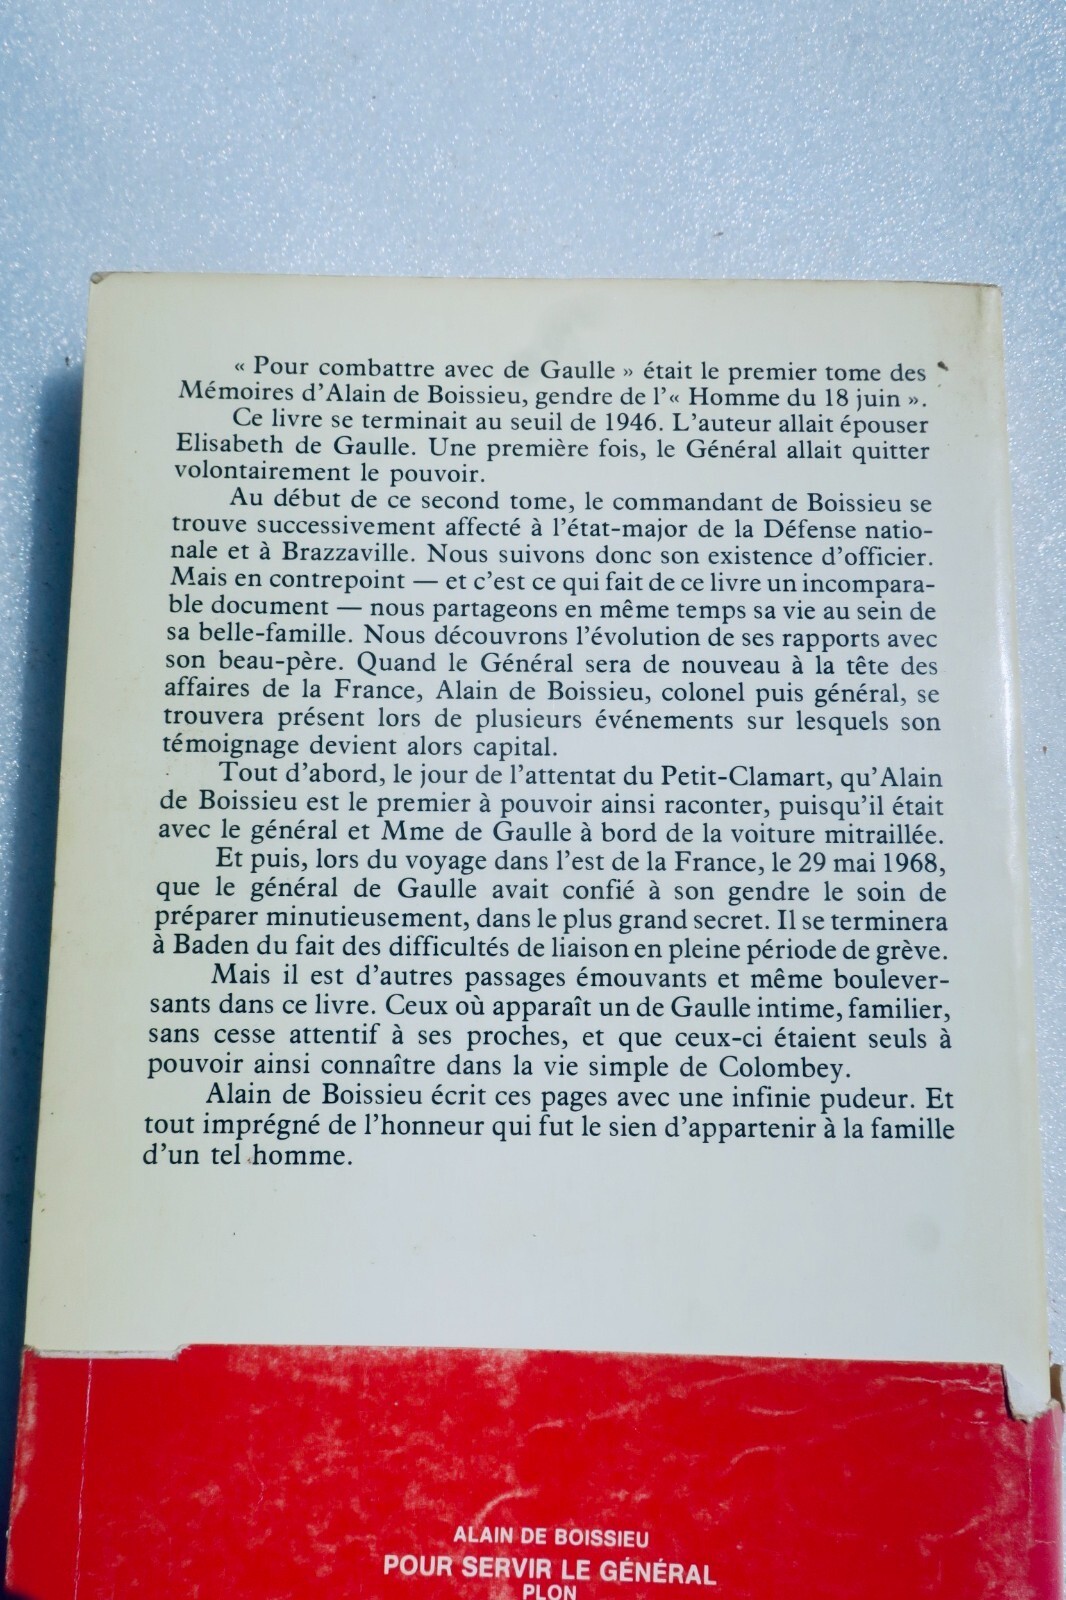 « Pour combattre avec de Gaulle » était le premier tome des
Mémoires d'Alain de Boissieu, gendre de l'« Homme du 18 juin ».
Ce livre se terminait au seuil de 1946. L'auteur allait épouser
Elisabeth de Gaulle. Une première fois, le Général allait quitter
volontairement le pouvoir.
Au début de ce second tome, le commandant de Boissieu se
trouve successivement affecté à l'état-major de la Défense natio-
nale et à Brazzaville. Nous suivons donc son existence d'officier.
Mais en contrepoint — et c'est ce qui fait de ce livre un incompara-
ble document — nous partageons en même temps sa vie au sein de
sa belle-famille. Nous découvrons l'évolution de ses rapports avec
son beau-père. Quand le Général sera de nouveau à la tête des
affaires de la France, Alain de Boissieu, colonel puis général, se
trouvera présent lors de plusieurs événements sur lesquels son
témoignage devient alors capital.
Tout d'abord, le jour de l'attentat du Petit-Clamart, qu'Alain
de Boissieu est le premier à pouvoir ainsi raconter, puisqu'il était
avec le général et Mme de Gaulle à bord de la voiture mitraillée.
Et puis, lors du voyage dans l'est de la France, le 29 mai 1968,
que le général de Gaulle avait confié à son gendre le soin de
préparer minutieusement, dans le plus grand secret. Il se terminera
à Baden du fait des difficultés de liaison en pleine période de grève.
Mais il est d'autres passages émouvants et même boulever-
sants dans ce livre. Ceux où apparaît un de Gaulle intime, familier,
sans cesse attentif à ses proches, et que ceux-ci étaient seuls à
pouvoir ainsi connaître dans la vie simple de Colombey.
Alain de Boissieu écrit ces pages avec une infinie pudeur. Et
tout imprégné de l'honneur qui fut le sien d'appartenir à la famille
d'un tel homme.
ALAIN DE BOISSIEU
POUR SERVIR LE GÉNÉRAL
PLON